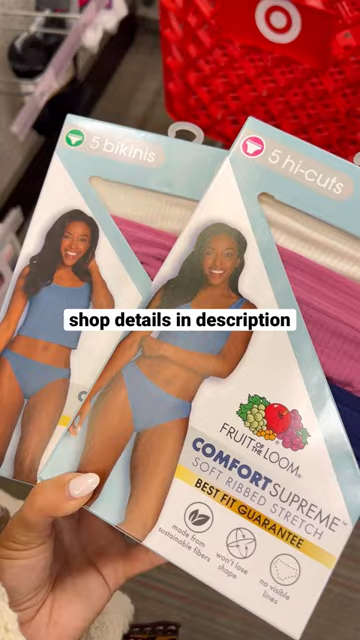 5 bikinis
5 hi-cuts
shop details in description
FRUIT OF THE LOOM®
COMFORT SUPREME™
SOFT RIBBED STRETCH
BEST FIT GUARANTEE
made from
sustainable fibers
won't lose
shape
no visible
lines